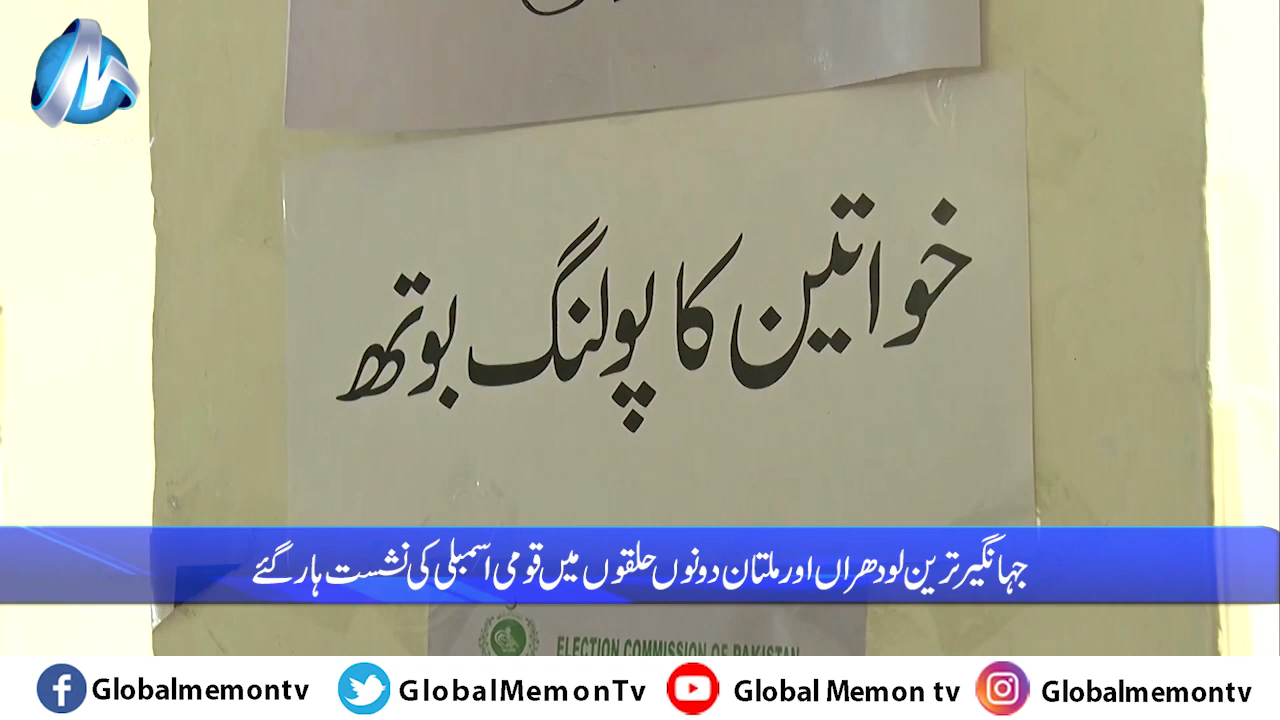 خواتین کا پولنگ بوتھ
جہانگیر ترین لودھراں اور ملتان دونوں حلقوں میں قومی اسمبلی کی نشست ہار گئے
ELECTION COMMISSION OF PAKISTAN
Globalmemontv
GlobalMemonTv
Global Memon tv
Globalmemontv